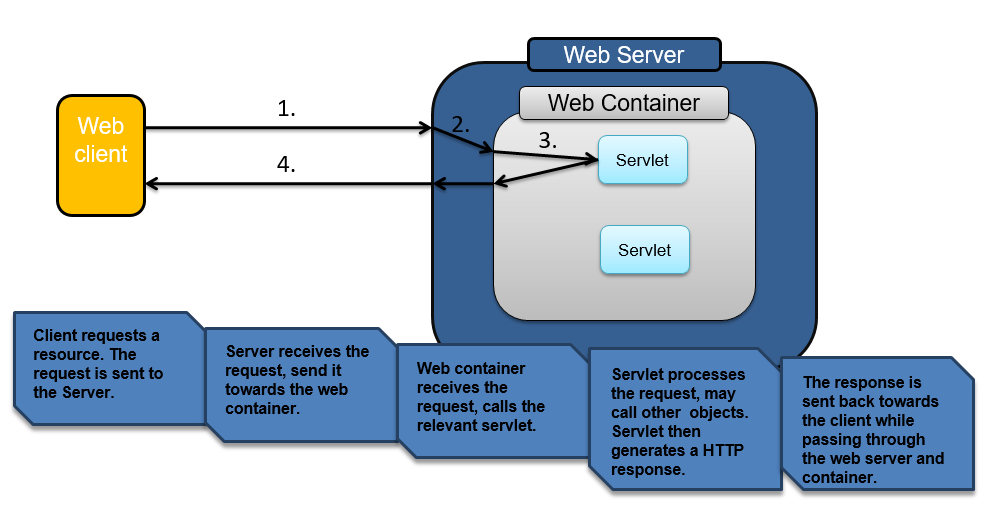 Web Server
Web Container
Web
client
1.
2.
3.
4.
Servlet
Servlet
Client requests a
resource. The
request is sent to
the Server.
Server receives the
request, send it
towards the web
container.
Web container
receives the
request, calls the
relevant servlet.
Servlet processes
the request, may
call other objects.
Servlet then
generates a HTTP
response.
The response is
sent back towards
the client while
passing through
the web server and
container.